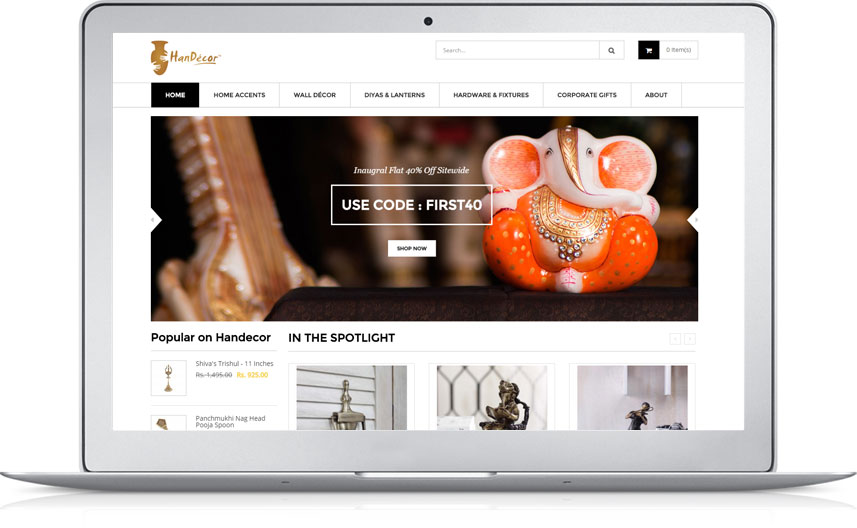 HanDécor
Search...
0 Item(s)
HOME
HOME ACCENTS
WALL DÉCOR
DIYAS & LANTERNS
HARDWARE & FIXTURES
CORPORATE GIFTS
ABOUT
Inaugral Flat 40% Off Sitewide
USE CODE : FIRST40
SHOP NOW
Popular on Handecor
Shiva's Trishul - 11 Inches
Rs. 1,495.00 Rs. 825.00
Panchmukhi Nag Head
Pooja Spoon
IN THE SPOTLIGHT